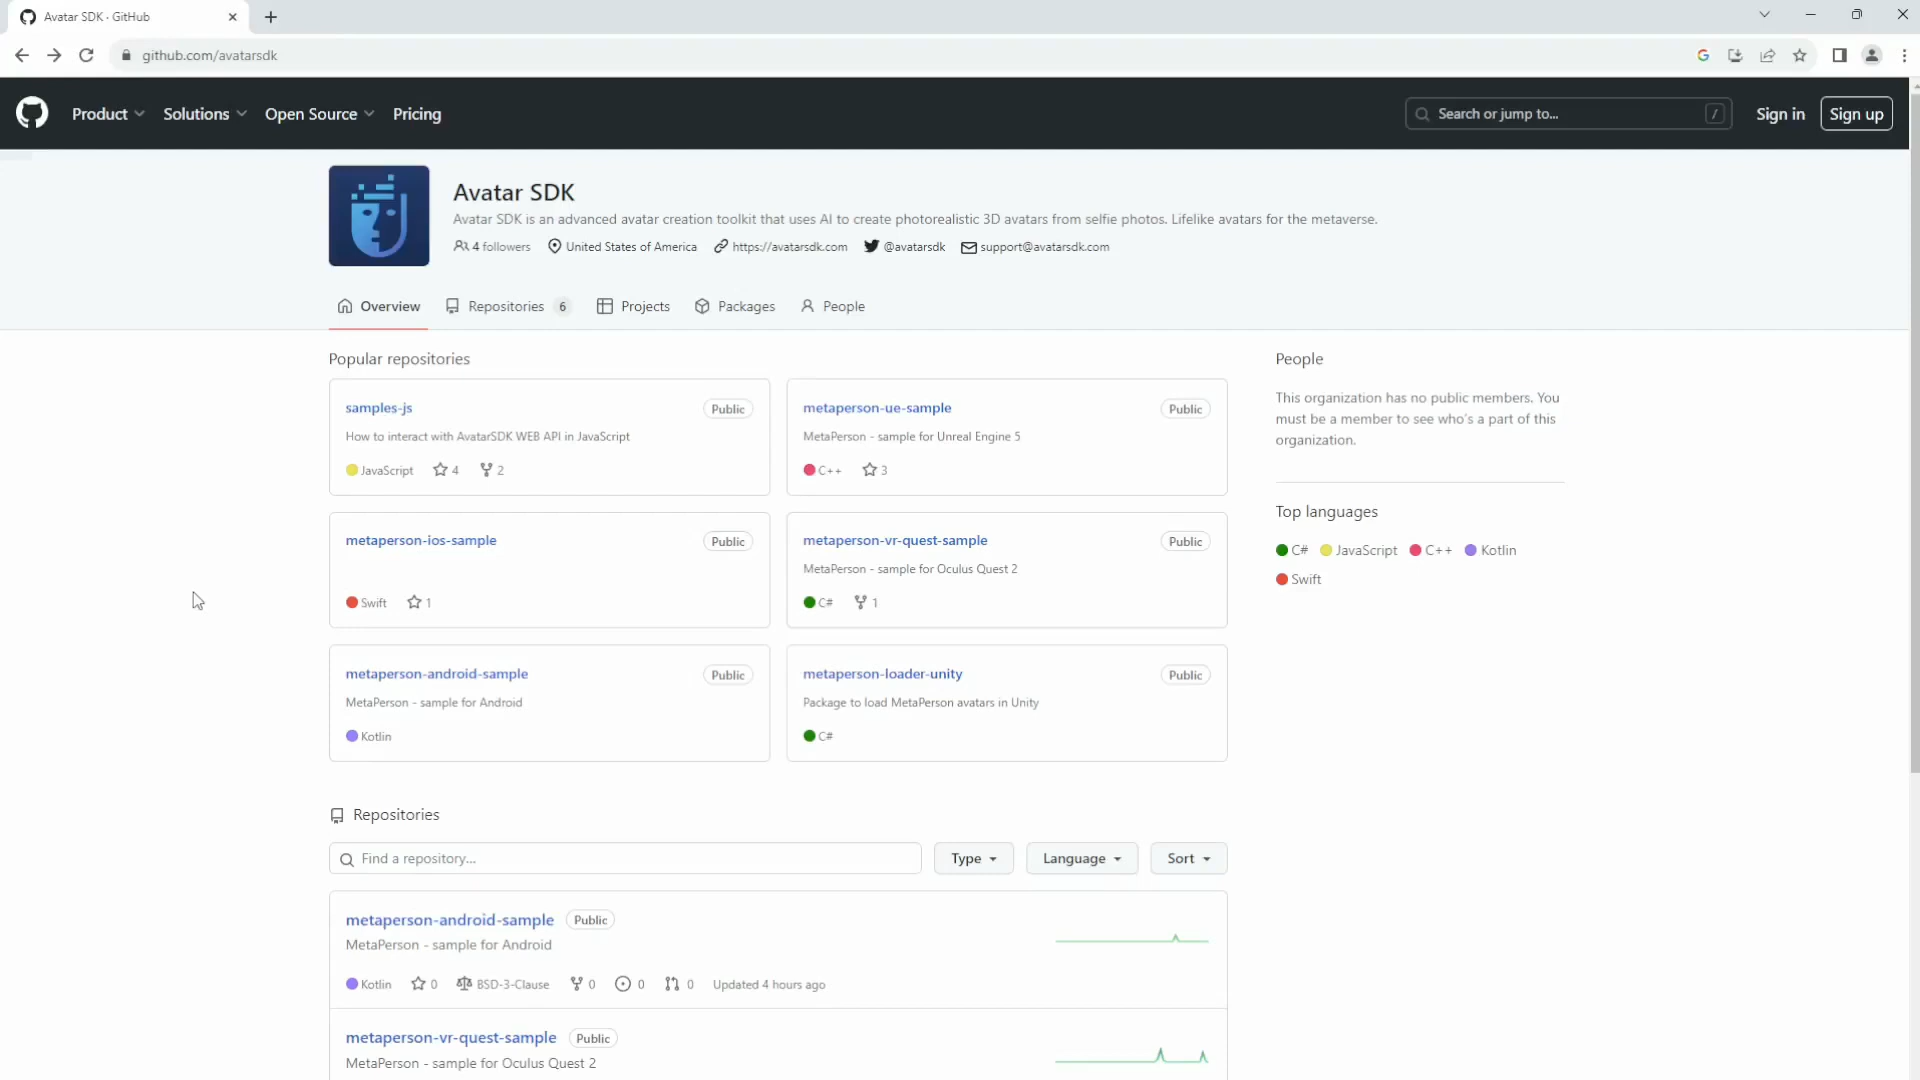 Avatar SDK · GitHub
github.com/avatarsdk
Product Solutions Open Source Pricing Search or jump to... / Sign in Sign up
Avatar SDK
Avatar SDK is an advanced avatar creation toolkit that uses AI to create photorealistic 3D avatars from selfie photos. Lifelike avatars for the metaverse.
4 followers United States of America https://avatarsdk.com @avatarsdk support@avatarsdk.com
Overview Repositories 6 Projects Packages People
Popular repositories
samples-js Public
How to interact with AvatarSDK WEB API in JavaScript
JavaScript 4 2
metaperson-ue-sample Public
MetaPerson - sample for Unreal Engine 5
C++ 3
metaperson-ios-sample Public
Swift 1
metaperson-vr-quest-sample Public
MetaPerson - sample for Oculus Quest 2
C# 1
metaperson-android-sample Public
MetaPerson - sample for Android
Kotlin
metaperson-loader-unity Public
Package to load MetaPerson avatars in Unity
C#
People
This organization has no public members. You
must be a member to see who's a part of this
organization.
Top languages
C# JavaScript C++ Kotlin
Swift
Repositories
Find a repository... Type Language Sort
metaperson-android-sample Public
MetaPerson - sample for Android
Kotlin 0 BSD-3-Clause 0 0 0 Updated 4 hours ago
metaperson-vr-quest-sample Public
MetaPerson - sample for Oculus Quest 2